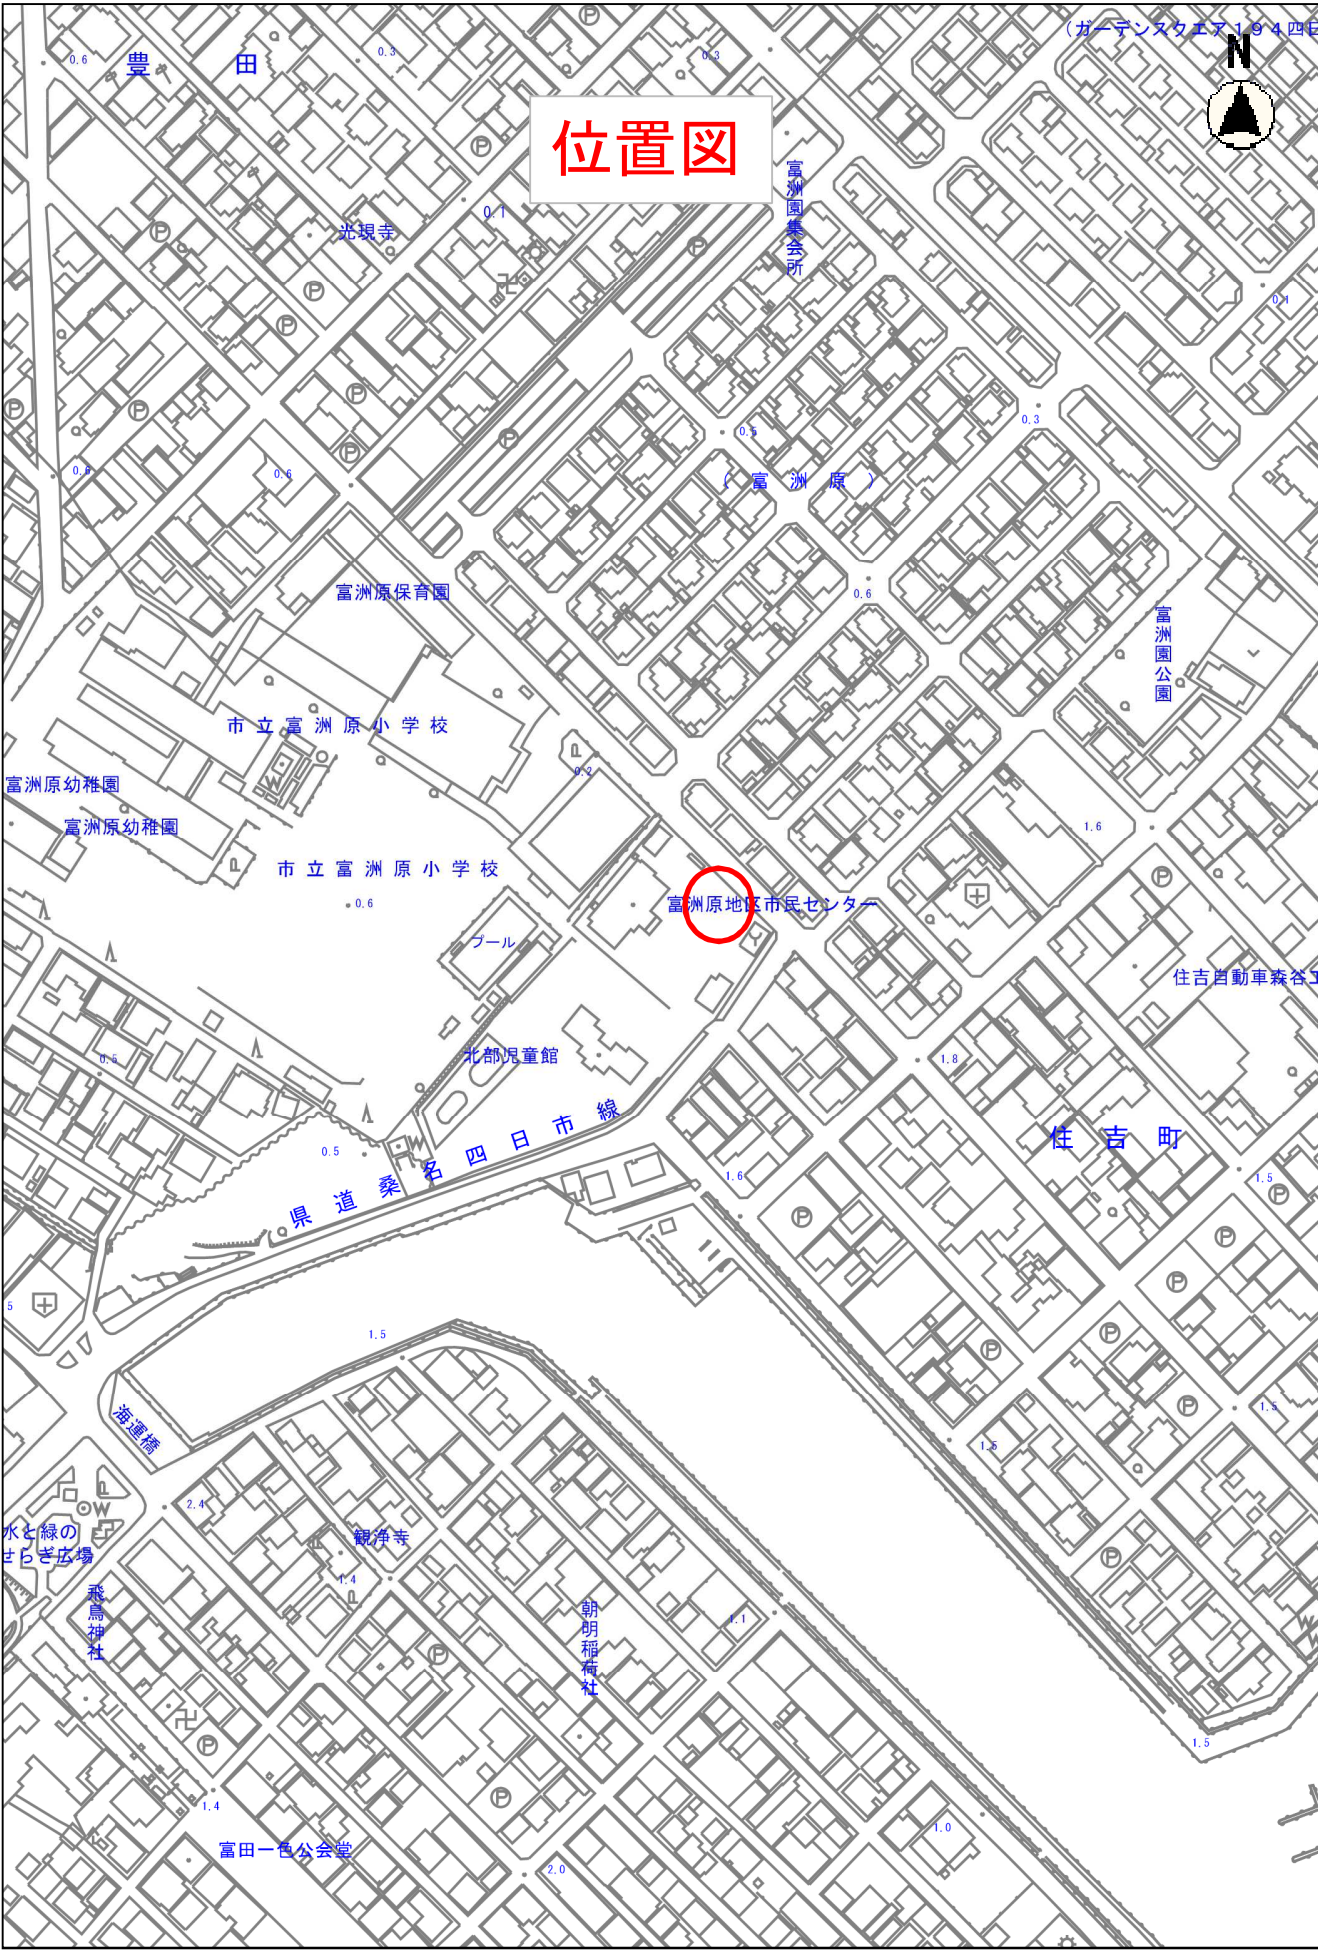 (ガーデンスクエア194四日
N
豊田
0.6
0.3
0.3
位置図
富洲園集会所
0.1
光現寺
0.1
0.3
0.5
0.6
0.6
(富洲原)
富洲原保育園
0.6
富洲園公園
市立富洲原小学校
0.2
富洲原幼稚園
富洲原幼稚園
1.6
市立富洲原小学校
0.6
富洲原地区市民センター
プール
住吉自動車森谷工
北部児童館
0.5
1.8
県道桑名四日市線
住吉町
0.5
1.6
1.5
5
1.5
海運橋
1.5
1.5
2.4
水と緑の
せらぎ広場
観浄寺
1.4
飛鳥神社
朝明稲荷社
1.1
1.5
1.4
1.0
富田一色公会堂
2.0